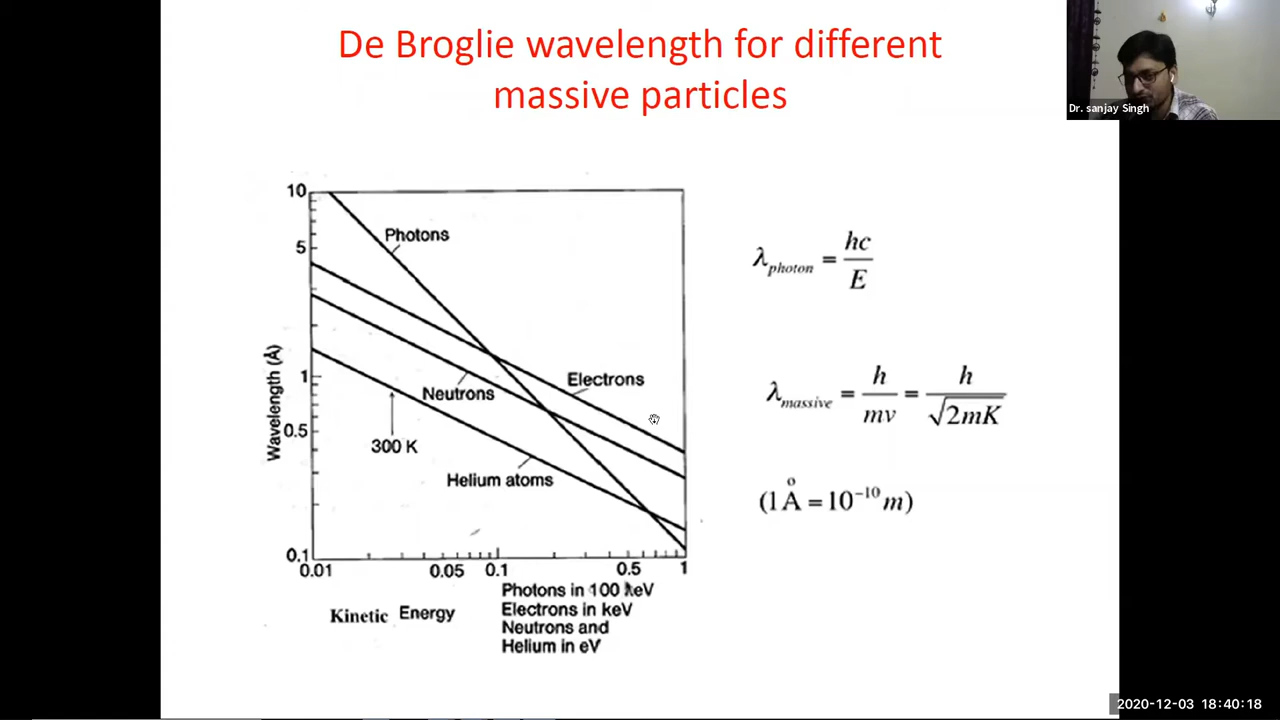 De Broglie wavelength for different
massive particles
Dr. sanjay Singh
10
5
1
0.5
0.1
Wavelength (Å)
Photons
Electrons
Neutrons
300 K
Helium atoms
0.01
0.05
0.1
0.5
1
Kinetic Energy
Photons in 100 keV
Electrons in keV
Neutrons and
Helium in eV
λphoton = hc/E
λmassive = h/mv = h/√2mK
(1Å = 10⁻¹⁰ m)
2020-12-03 18:40:18